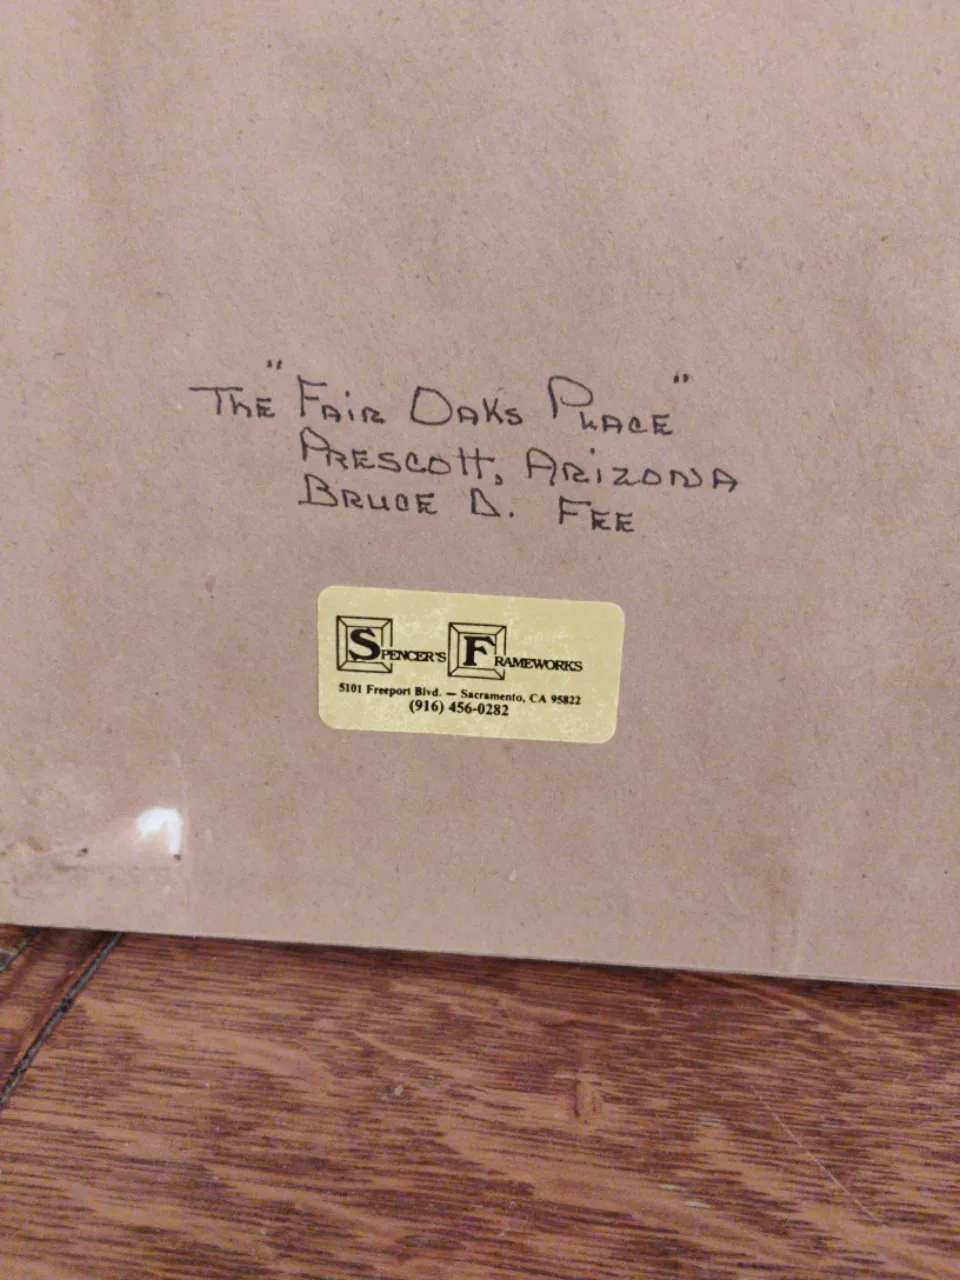 The "Fair Oaks Place"
Prescott, Arizona
Bruce D. Fee
SPENCER'S FRAMEWORKS
5101 Freeport Blvd. — Sacramento, CA 95822
(916) 456-0282